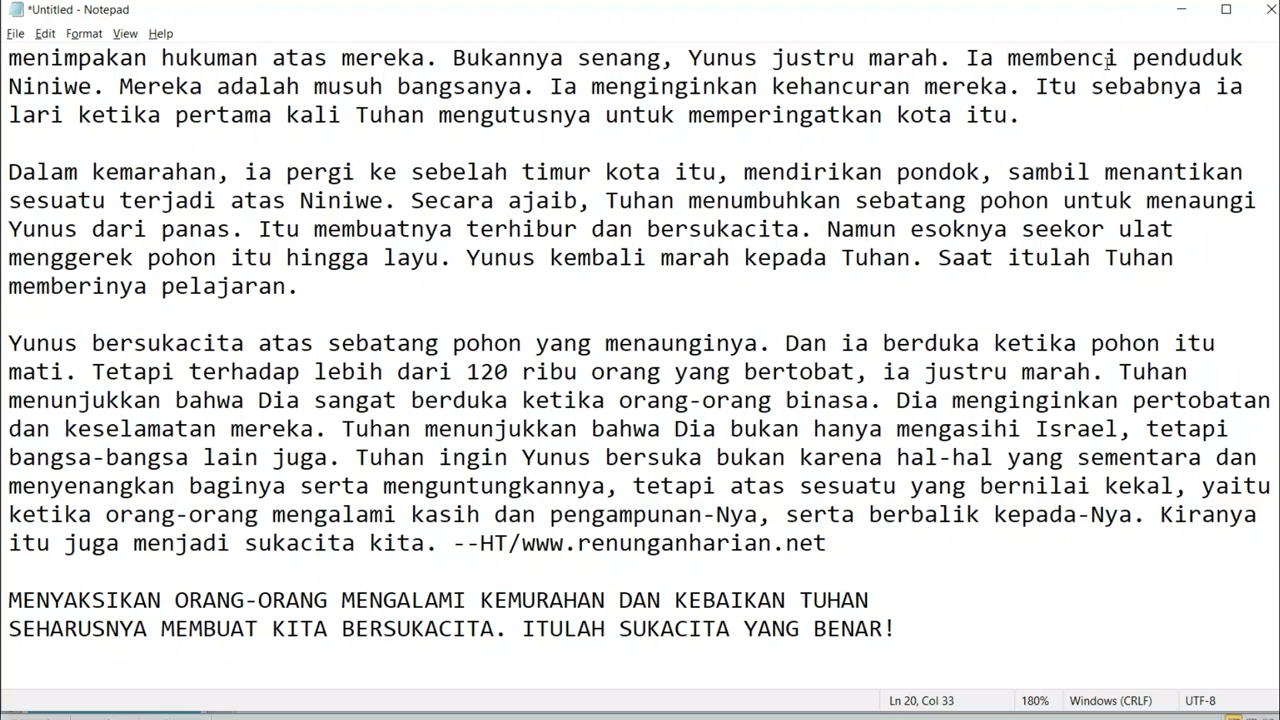 *Untitled - Notepad
File Edit Format View Help
menimpakan hukuman atas mereka. Bukannya senang, Yunus justru marah. Ia membenci penduduk
Niniwe. Mereka adalah musuh bangsanya. Ia menginginkan kehancuran mereka. Itu sebabnya ia
lari ketika pertama kali Tuhan mengutusnya untuk memperingatkan kota itu.
Dalam kemarahan, ia pergi ke sebelah timur kota itu, mendirikan pondok, sambil menantikan
sesuatu terjadi atas Niniwe. Secara ajaib, Tuhan menumbuhkan sebatang pohon untuk menaungi
Yunus dari panas. Itu membuatnya terhibur dan bersukacita. Namun esoknya seekor ulat
menggerek pohon itu hingga layu. Yunus kembali marah kepada Tuhan. Saat itulah Tuhan
memberinya pelajaran.
Yunus bersukacita atas sebatang pohon yang menaunginya. Dan ia berduka ketika pohon itu
mati. Tetapi terhadap lebih dari 120 ribu orang yang bertobat, ia justru marah. Tuhan
menunjukkan bahwa Dia sangat berduka ketika orang-orang binasa. Dia menginginkan pertobatan
dan keselamatan mereka. Tuhan menunjukkan bahwa Dia bukan hanya mengasihi Israel, tetapi
bangsa-bangsa lain juga. Tuhan ingin Yunus bersuka bukan karena hal-hal yang sementara dan
menyenangkan baginya serta menguntungkannya, tetapi atas sesuatu yang bernilai kekal, yaitu
ketika orang-orang mengalami kasih dan pengampunan-Nya, serta berbalik kepada-Nya. Kiranya
itu juga menjadi sukacita kita. --HT/www.renunganharian.net
MENYAKSIKAN ORANG-ORANG MENGALAMI KEMURAHAN DAN KEBAIKAN TUHAN
SEHARUSNYA MEMBUAT KITA BERSUKACITA. ITULAH SUKACITA YANG BENAR!
Ln 20, Col 33 180% Windows (CRLF) UTF-8